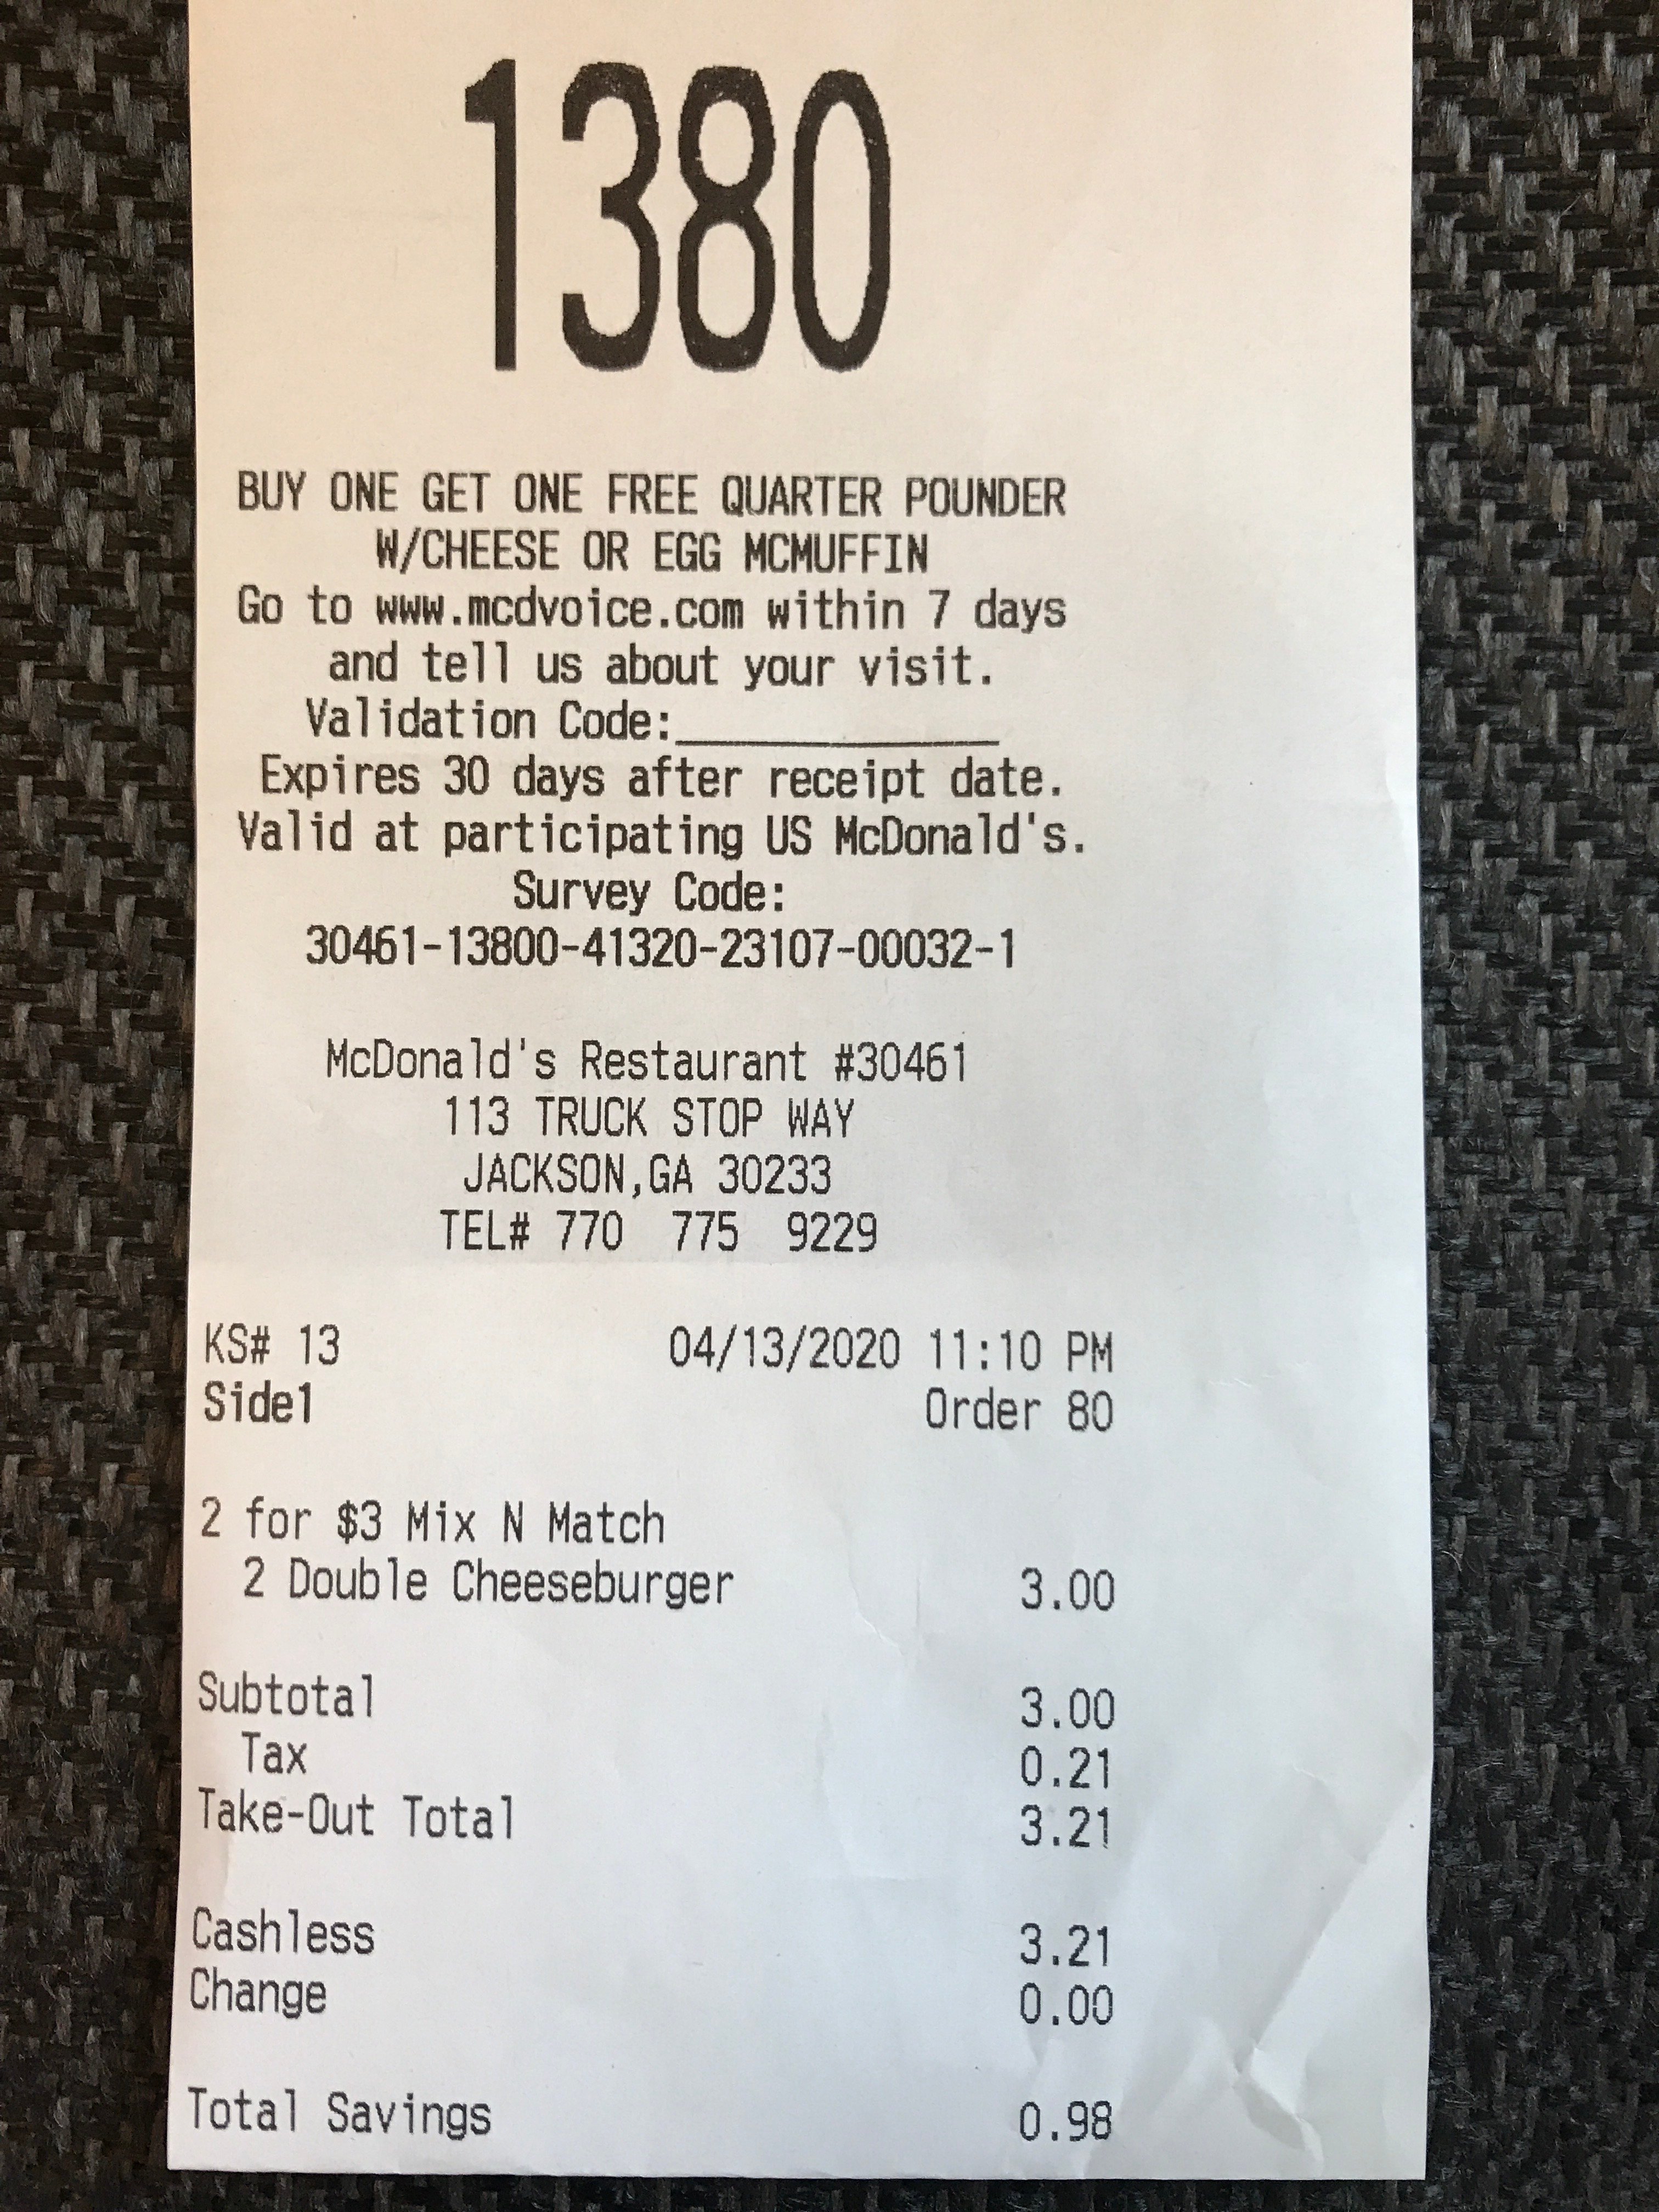 1380
BUY ONE GET ONE FREE QUARTER POUNDER
W/CHEESE OR EGG MCMUFFIN
Go to www.mcdvoice.com within 7 days
and tell us about your visit.
Validation Code:______________
Expires 30 days after receipt date.
Valid at participating US McDonald's.
Survey Code:
30461-13800-41320-23107-00032-1
McDonald's Restaurant #30461
113 TRUCK STOP WAY
JACKSON,GA 30233
TEL# 770 775 9229
KS# 13 04/13/2020 11:10 PM
Side1 Order 80
2 for $3 Mix N Match
2 Double Cheeseburger 3.00
Subtotal 3.00
Tax 0.21
Take-Out Total 3.21
Cashless 3.21
Change 0.00
Total Savings 0.98